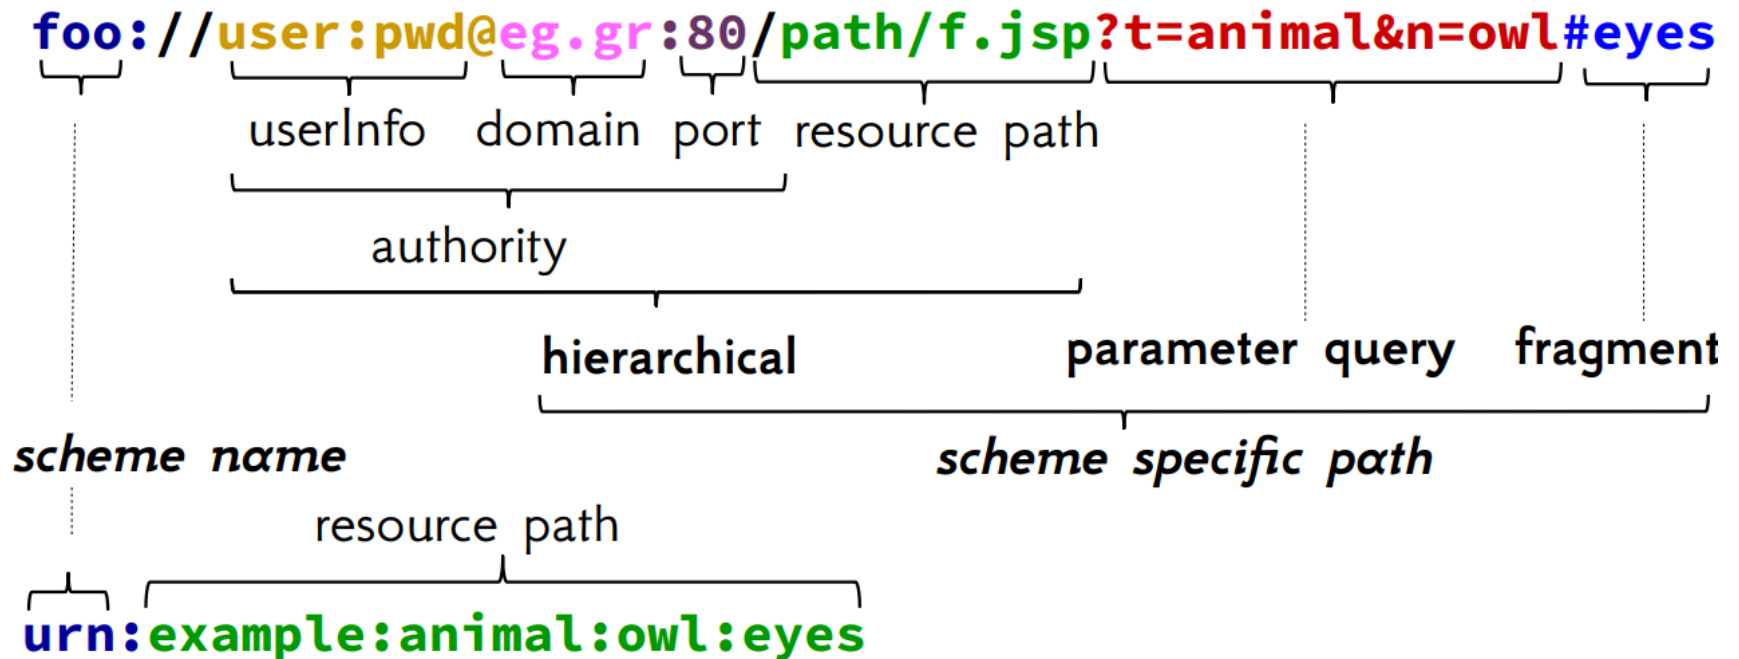 foo://user:pwd@eg.gr:80/path/f.jsp?t=animal&n=owl#eyes
userInfo domain port resource path
authority
hierarchical parameter query fragment
scheme name scheme specific path
resource path
urn:example:animal:owl:eyes